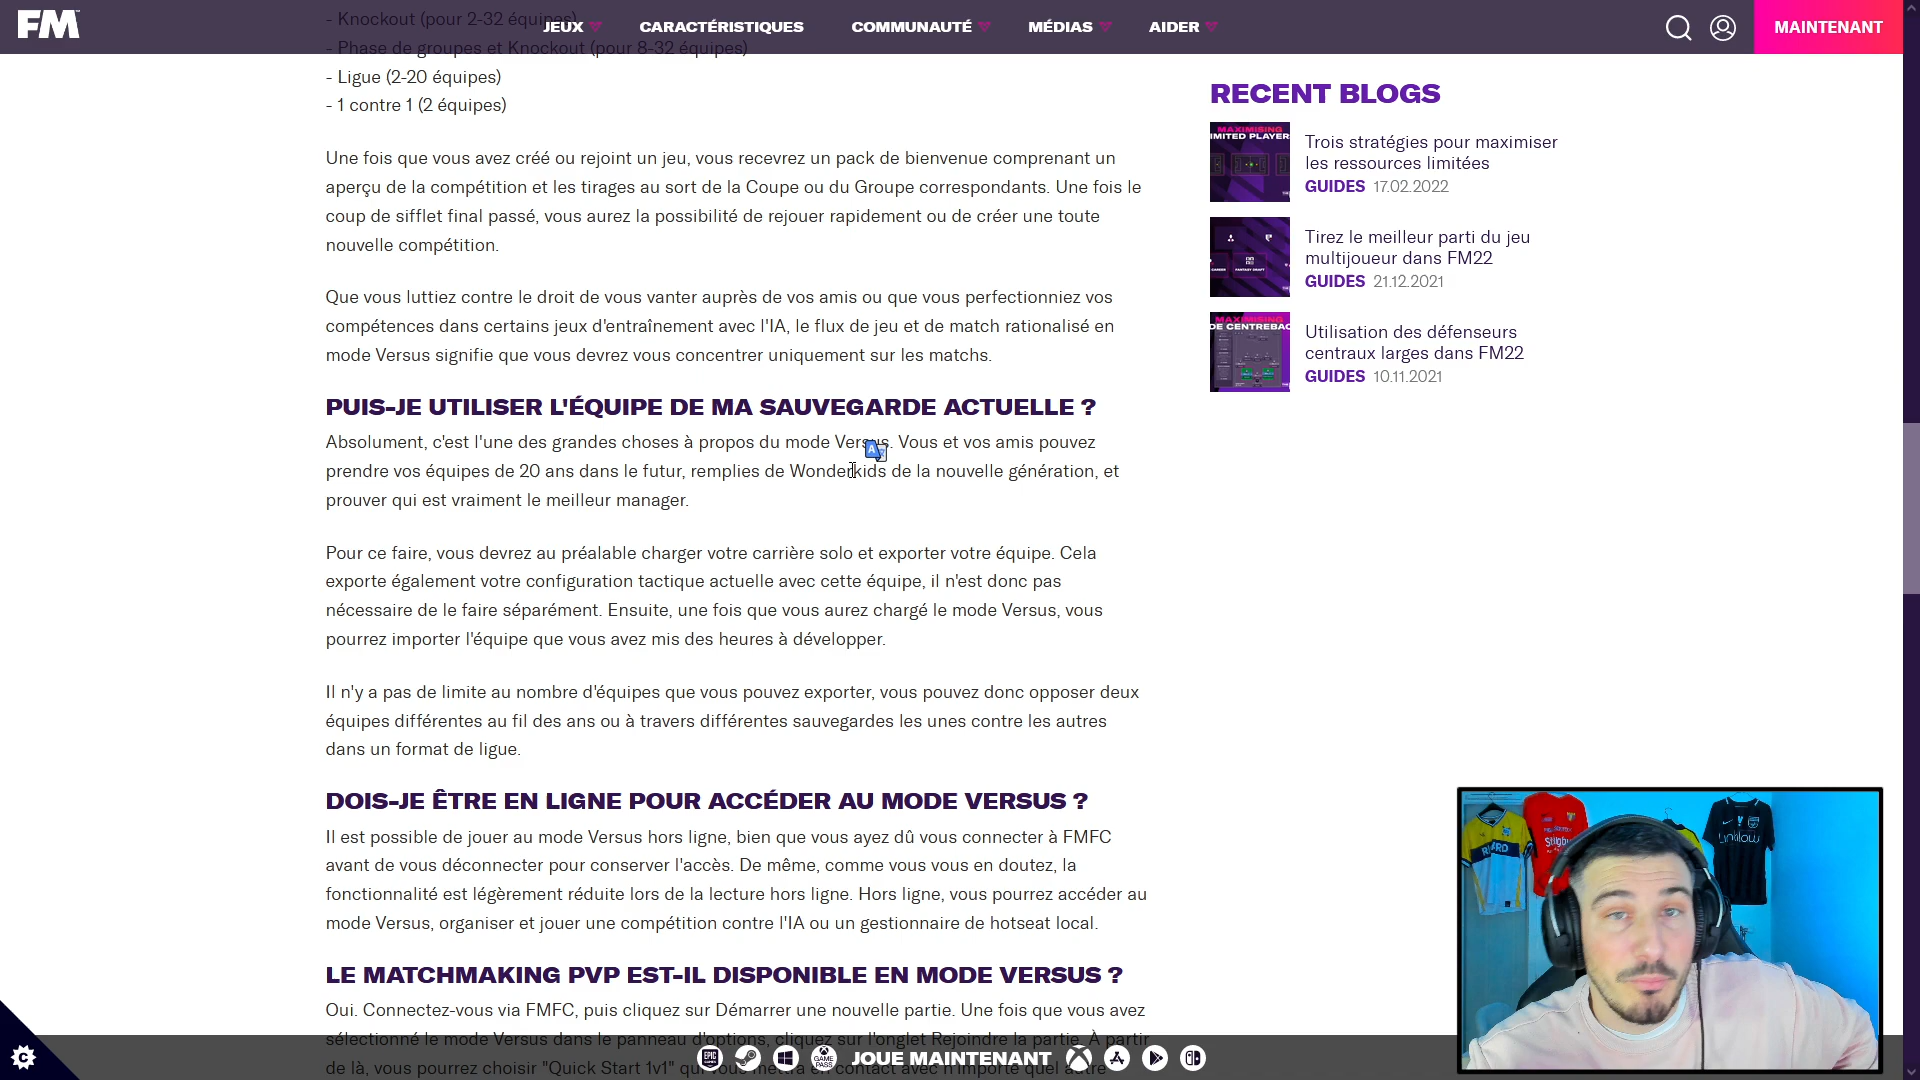 FM
JEUX
CARACTÉRISTIQUES
COMMUNAUTÉ
MÉDIAS
AIDER
MAINTENANT
- Knockout (pour 2-32 équipes)
- Phase de groupes et Knockout (pour 8-32 équipes)
- Ligue (2-20 équipes)
- 1 contre 1 (2 équipes)
Une fois que vous avez créé ou rejoint un jeu, vous recevrez un pack de bienvenue comprenant un
aperçu de la compétition et les tirages au sort de la Coupe ou du Groupe correspondants. Une fois le
coup de sifflet final passé, vous aurez la possibilité de rejouer rapidement ou de créer une toute
nouvelle compétition.
Que vous luttiez contre le droit de vous vanter auprès de vos amis ou que vous perfectionniez vos
compétences dans certains jeux d'entraînement avec l'IA, le flux de jeu et de match rationalisé en
mode Versus signifie que vous devrez vous concentrer uniquement sur les matchs.
PUIS-JE UTILISER L'ÉQUIPE DE MA SAUVEGARDE ACTUELLE ?
Absolument, c'est l'une des grandes choses à propos du mode Versus. Vous et vos amis pouvez
prendre vos équipes de 20 ans dans le futur, remplies de Wonderkids de la nouvelle génération, et
prouver qui est vraiment le meilleur manager.
Pour ce faire, vous devrez au préalable charger votre carrière solo et exporter votre équipe. Cela
exporte également votre configuration tactique actuelle avec cette équipe, il n'est donc pas
nécessaire de le faire séparément. Ensuite, une fois que vous aurez chargé le mode Versus, vous
pourrez importer l'équipe que vous avez mis des heures à développer.
Il n'y a pas de limite au nombre d'équipes que vous pouvez exporter, vous pouvez donc opposer deux
équipes différentes au fil des ans ou à travers différentes sauvegardes les unes contre les autres
dans un format de ligue.
DOIS-JE ÊTRE EN LIGNE POUR ACCÉDER AU MODE VERSUS ?
Il est possible de jouer au mode Versus hors ligne, bien que vous ayez dû vous connecter à FMFC
avant de vous déconnecter pour conserver l'accès. De même, comme vous vous en doutez, la
fonctionnalité est légèrement réduite lors de la lecture hors ligne. Hors ligne, vous pourrez accéder au
mode Versus, organiser et jouer une compétition contre l'IA ou un gestionnaire de hotseat local.
LE MATCHMAKING PVP EST-IL DISPONIBLE EN MODE VERSUS ?
Oui. Connectez-vous via FMFC, puis cliquez sur Démarrer une nouvelle partie. Une fois que vous avez
sélectionné le mode Versus dans le panneau d'options, cliquez sur l'onglet Rejoindre la partie. À partir
de là, vous pourrez choisir "Quick Start 1v1" qui vous mettra en contact avec n'importe quel autre
JOUE MAINTENANT
RECENT BLOGS
MAXIMISING
IMITED PLAYER
Trois stratégies pour maximiser
les ressources limitées
GUIDES 17.02.2022
FANTASY DRAFT
Tirez le meilleur parti du jeu
multijoueur dans FM22
GUIDES 21.12.2021
MAXIMISING
DE CENTREBAC
Utilisation des défenseurs
centraux larges dans FM22
GUIDES 10.11.2021